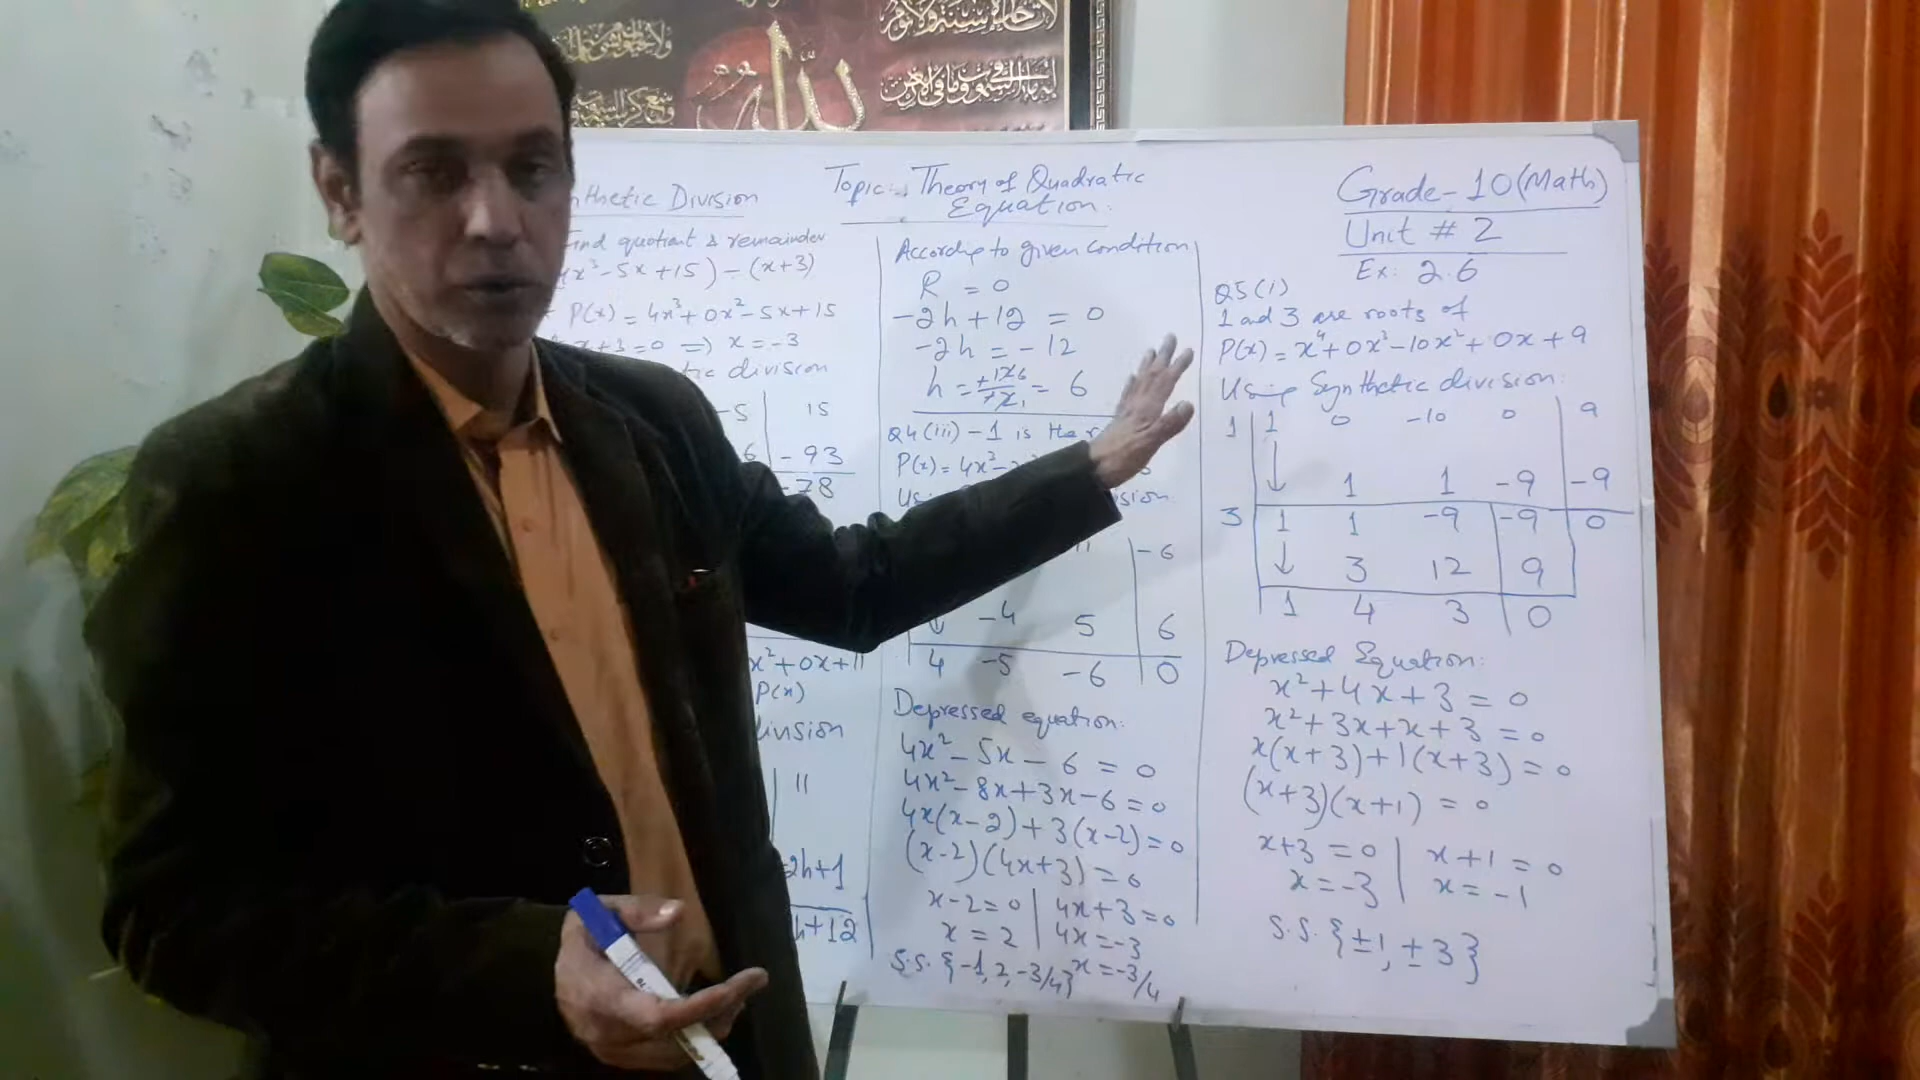 Synthetic Division
Find quotient & remainder
(4x³-5x+15) ÷ (x+3)
P(x) = 4x³+0x²-5x+15
x+3=0 ⇒ x=-3
division
-5 15
6 -93
-78
x²+0x+11
P(x)
division
11
2h+1
h+12
Topic: Theory of Quadratic
Equation.
According to given condition
R = 0
-2h+12 = 0
-2h = -12
h = +12 6 / +2 1 = 6
Q4(iii) -1 is the
P(x)=4x³
-6
-4 5 6
4 -5 -6 0
Depressed equation:
4x²-5x-6=0
4x²-8x+3x-6=0
4x(x-2)+3(x-2)=0
(x-2)(4x+3)=0
x-2=0 | 4x+3=0
x=2 | 4x=-3
S.S. {-1, 2, -3/4} x=-3/4
Grade-10(Math)
Unit # 2
Ex: 2.6
Q5(i)
1 and 3 are roots of
P(x)=x⁴+0x³-10x²+0x+9
Using Synthetic division:
1 1 0 -10 0 9
↓ 1 1 -9 -9
3 1 1 -9 -9 0
↓ 3 12 9
1 4 3 0
Depressed Equation:
x²+4x+3=0
x²+3x+x+3=0
x(x+3)+1(x+3)=0
(x+3)(x+1)=0
x+3=0 | x+1=0
x=-3 | x=-1
S.S. {±1, ±3}